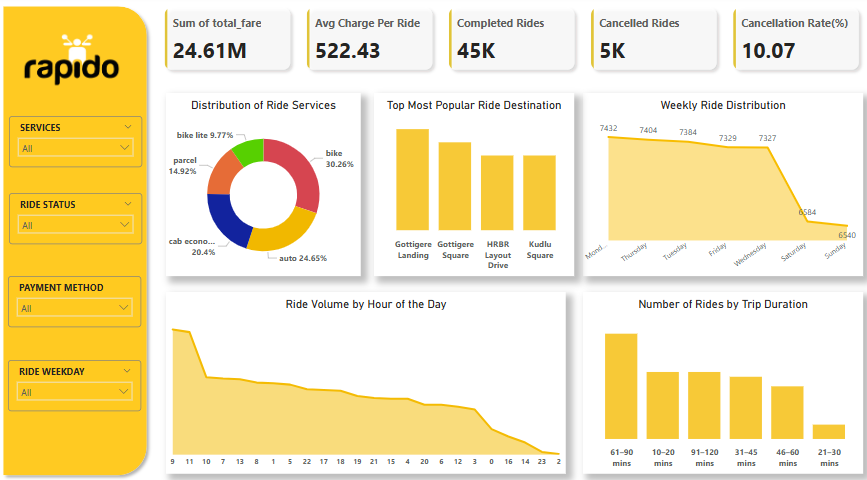 rapido
SERVICES
All
RIDE STATUS
All
PAYMENT METHOD
All
RIDE WEEKDAY
All
Sum of total_fare
24.61M
Avg Charge Per Ride
522.43
Completed Rides
45K
Cancelled Rides
5K
Cancellation Rate(%)
10.07
Distribution of Ride Services
bike lite 9.77%
bike
30.26%
parcel
14.92%
cab econo...
20.4%
auto 24.65%
Top Most Popular Ride Destination
Gottigere
Landing
Gottigere
Square
HRBR
Layout
Drive
Kudlu
Square
Weekly Ride Distribution
7432
7404
7384
7329
7327
6584
6540
Mond...
Thursday
Tuesday
Friday
Wednesday
Saturday
Sunday
Ride Volume by Hour of the Day
9 11 10 7 13 8 1 5 22 17 18 19 21 15 4 20 6 12 3 0 16 14 23 2
Number of Rides by Trip Duration
61–90
mins
10–20
mins
91–120
mins
31–45
mins
46–60
mins
21–30
mins